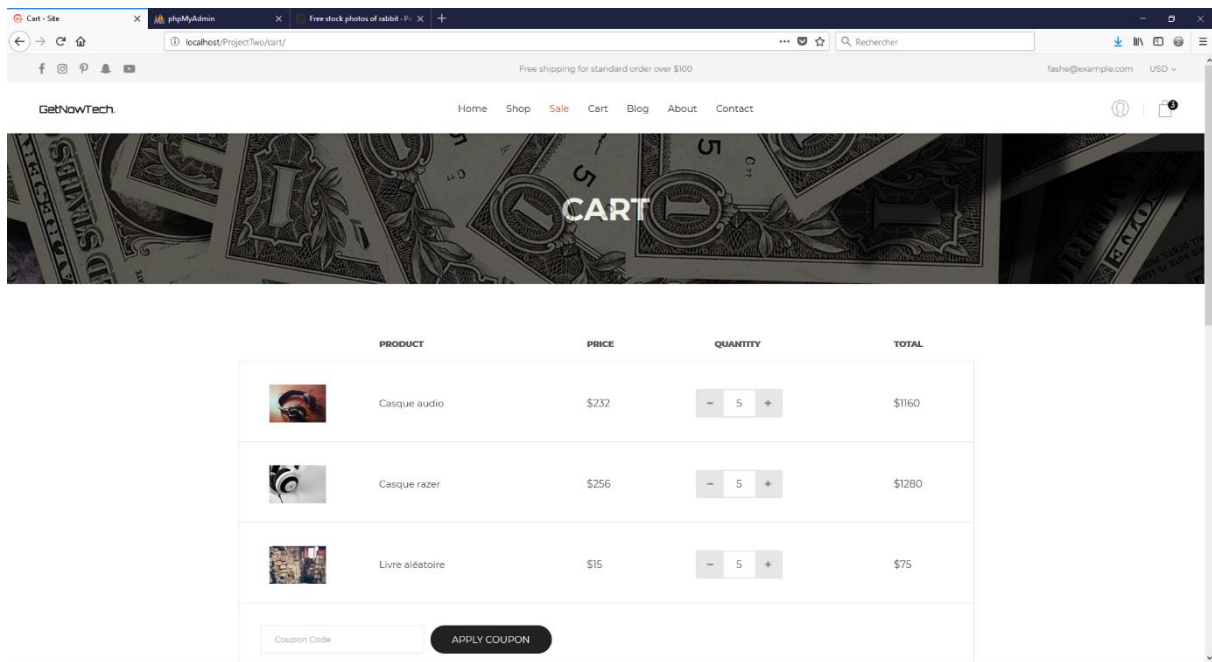 Cart - Site phpMyAdmin Free stock photos of rabbit · Pe
localhost/ProjectTwo/cart/ Rechercher
Free shipping for standard order over $100 fashe@example.com USD
GetNowTech. Home Shop Sale Cart Blog About Contact 3
CART
PRODUCT PRICE QUANTITY TOTAL
Casque audio $232 - 5 + $1160
Casque razer $256 - 5 + $1280
Livre aléatoire $15 - 5 + $75
Coupon Code APPLY COUPON